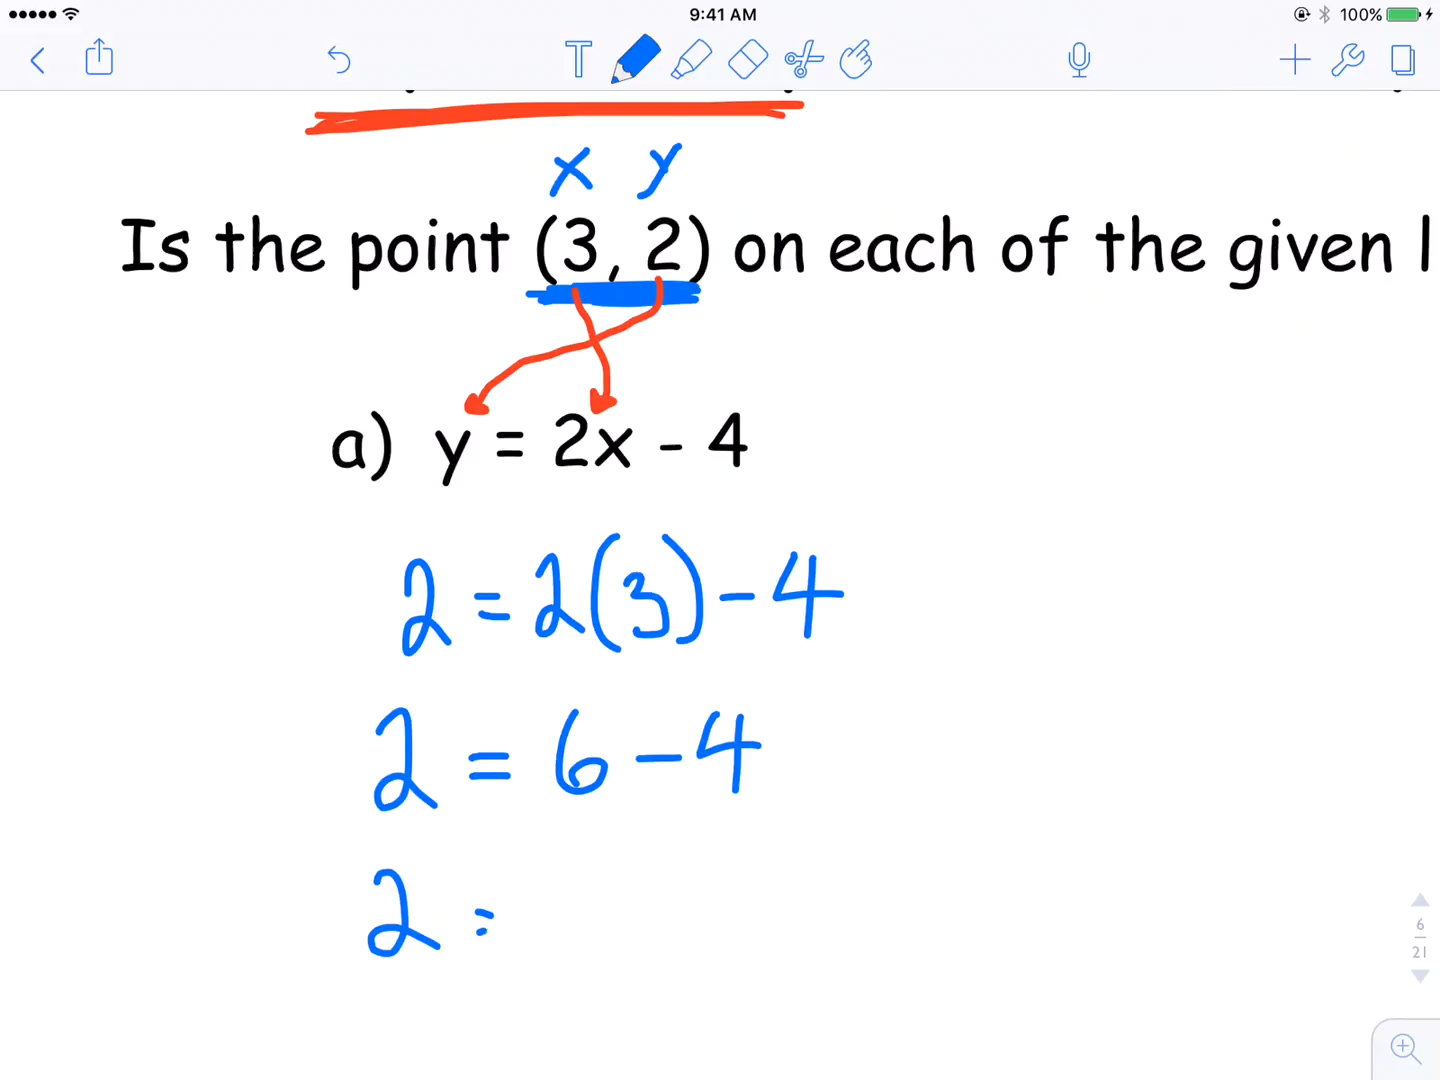 9:41 AM
100%
T
x y
Is the point (3, 2) on each of the given l
a) y = 2x - 4
2 = 2(3) - 4
2 = 6 - 4
2 =
6
21